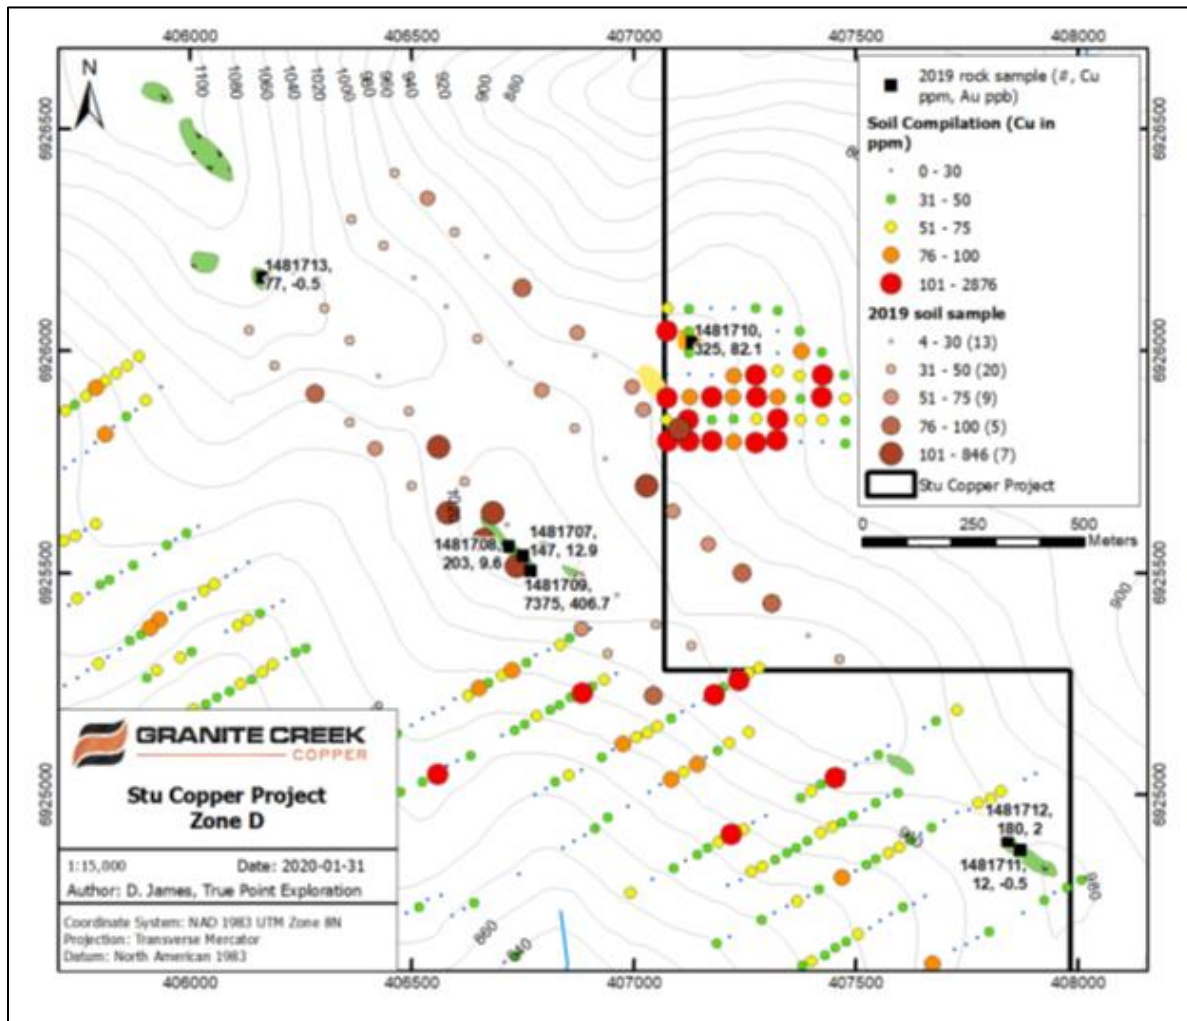 406000 406500 407000 407500 408000
N
1100 1080 1060 1040 1020 1000 980 960 940 920 900 880
6926500
6926500
2019 rock sample (#, Cu
ppm, Au ppb)
Soil Compilation (Cu in
ppm)
0 - 30
31 - 50
51 - 75
76 - 100
101 - 2876
2019 soil sample
4 - 30 (13)
31 - 50 (20)
51 - 75 (9)
76 - 100 (5)
101 - 846 (7)
Stu Copper Project
0 250 500
Meters
1481713,
77, -0.5
6926000
6926000
1481710,
325, 82.1
1481707,
147, 12.9
1481708,
203, 9.6
1481709,
7375, 406.7
6925500
6925500
900
GRANITE CREEK
COPPER
Stu Copper Project
Zone D
1:15,000 Date: 2020-01-31
Author: D. James, True Point Exploration
Coordinate System: NAD 1983 UTM Zone 8N
Projection: Transverse Mercator
Datum: North American 1983
6925000
6925000
1481712,
180, 2
1481711,
12, -0.5
980
860
840
406000 406500 407000 407500 408000